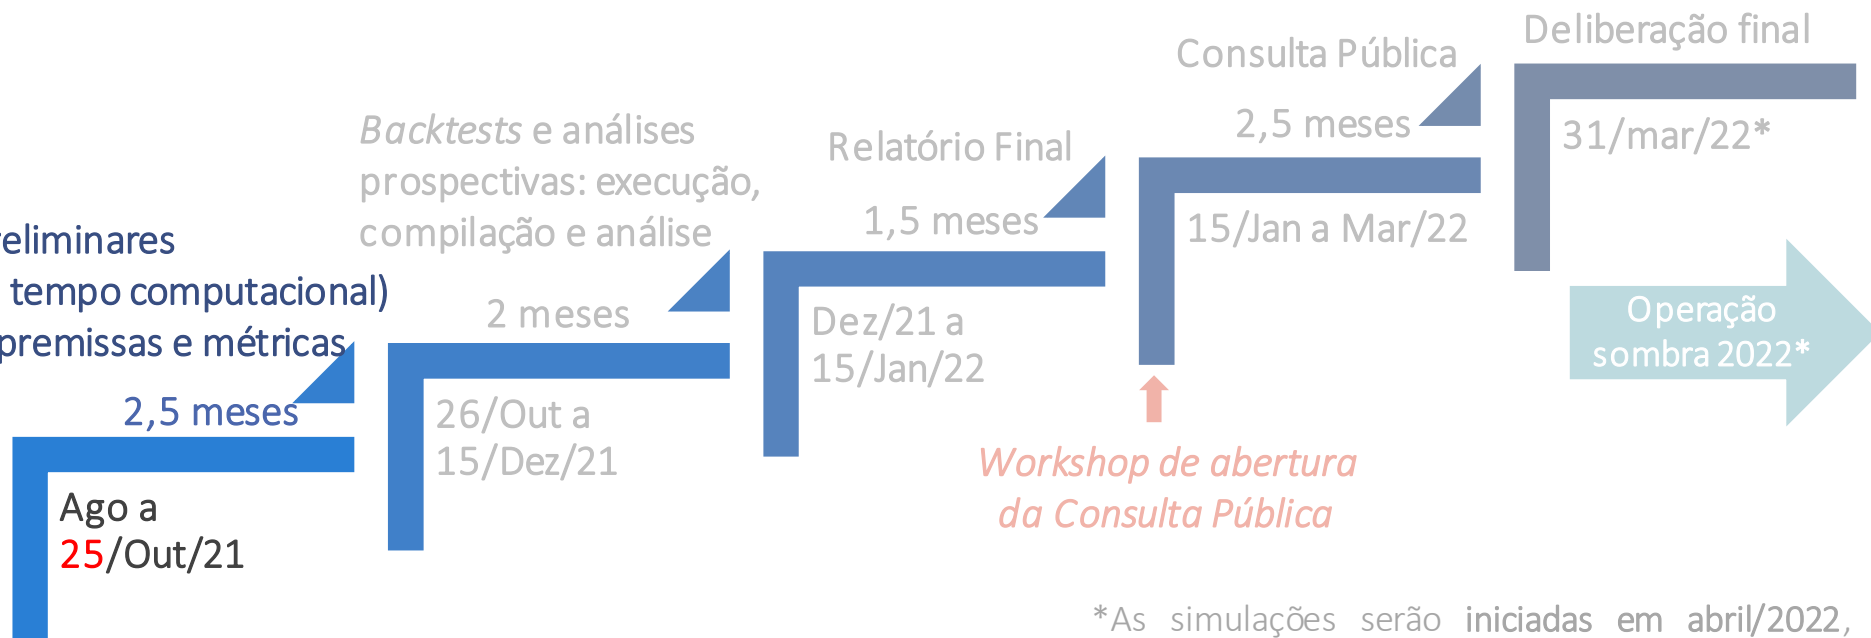 reliminares
tempo computacional)
premissas e métricas
2,5 meses
Ago a
25/Out/21
Backtests e análises
prospectivas: execução,
compilação e análise
2 meses
26/Out a
15/Dez/21
Relatório Final
1,5 meses
Dez/21 a
15/Jan/22
Consulta Pública
2,5 meses
15/Jan a Mar/22
Workshop de abertura
da Consulta Pública
Deliberação final
31/mar/22*
Operação
sombra 2022*
*As simulações serão iniciadas em abril/2022,